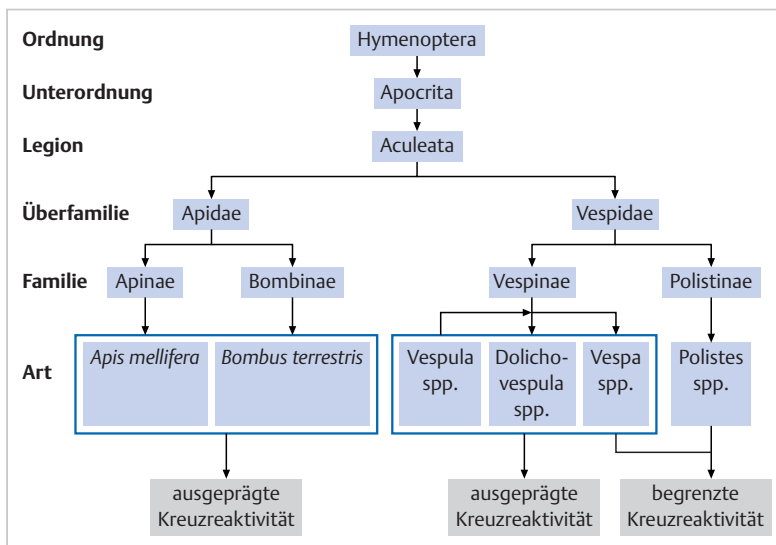 Ordnung
Hymenoptera
Unterordnung
Apocrita
Legion
Aculeata
Überfamilie
Apidae
Vespidae
Familie
Apinae
Bombinae
Vespinae
Polistinae
Art
Apis mellifera
Bombus terrestris
Vespula
spp.
Dolicho-
vespula
spp.
Vespa
spp.
Polistes
spp.
ausgeprägte
Kreuzreaktivität
ausgeprägte
Kreuzreaktivität
begrenzte
Kreuzreaktivität